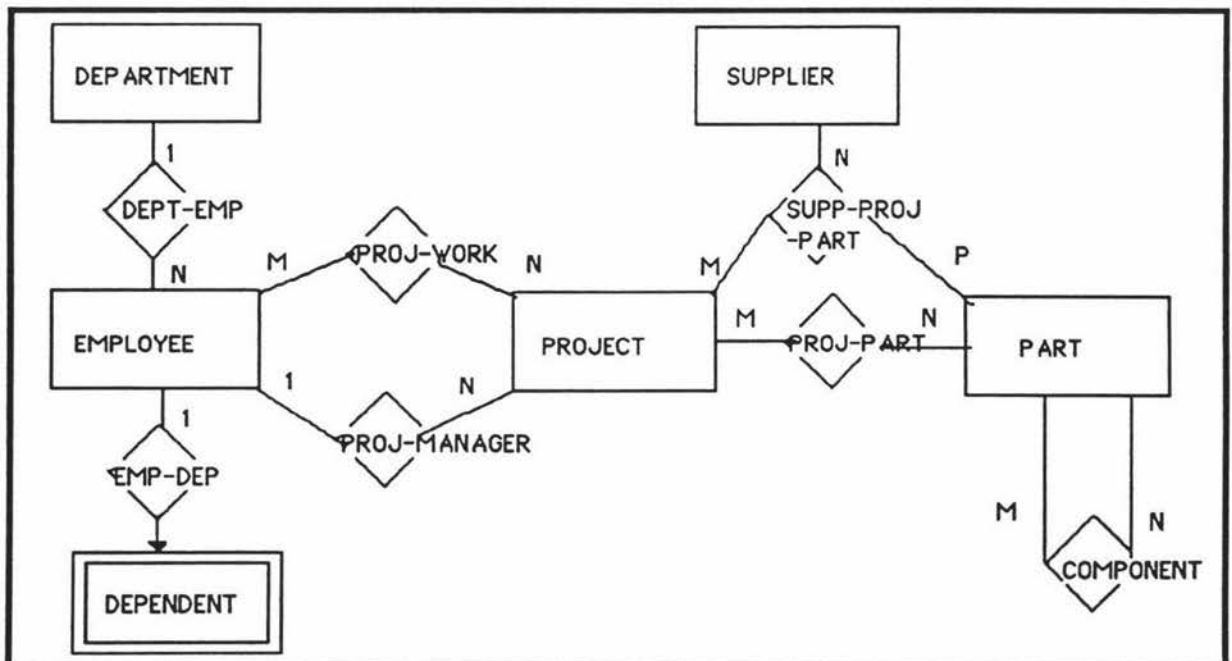 DEPARTMENT
SUPPLIER
1
N
DEPT-EMP
SUPP-PROJ
-PART
M
PROJ-WORK
N
M
P
N
EMPLOYEE
PROJECT
M
PROJ-PART
N
PART
1
N
1
PROJ-MANAGER
EMP-DEP
M
N
COMPONENT
DEPENDENT